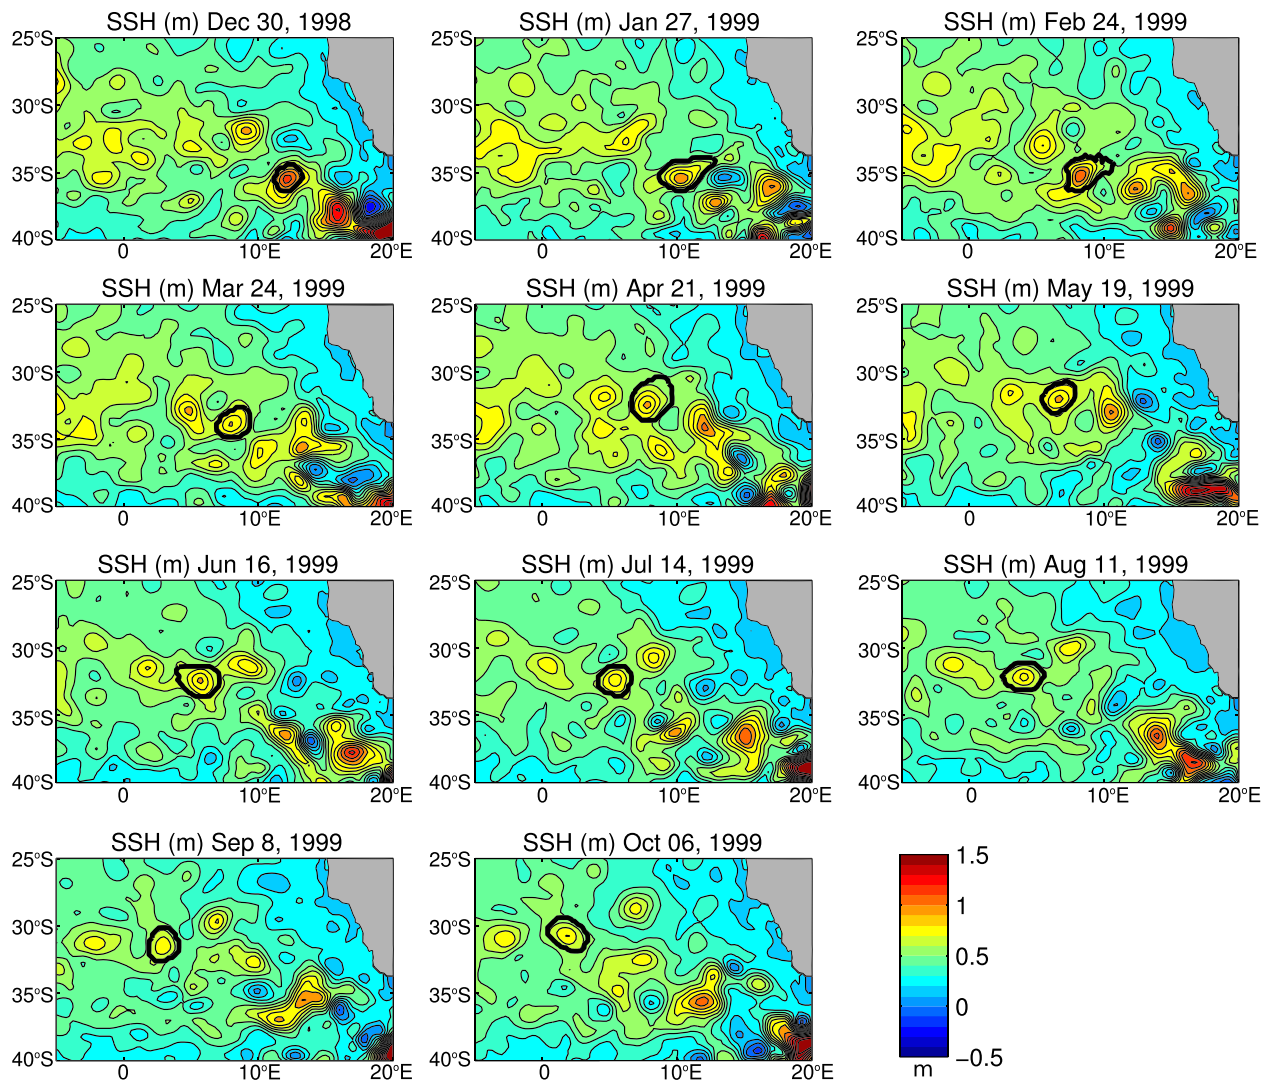 SSH (m) Dec 30, 1998 SSH (m) Jan 27, 1999 SSH (m) Feb 24, 1999
25°S 25°S 25°S
30°S 30°S 30°S
35°S 35°S 35°S
40°S 40°S 40°S
0 10°E 20°E 0 10°E 20°E 0 10°E 20°E
SSH (m) Mar 24, 1999 SSH (m) Apr 21, 1999 SSH (m) May 19, 1999
25°S 25°S 25°S
30°S 30°S 30°S
35°S 35°S 35°S
40°S 40°S 40°S
0 10°E 20°E 0 10°E 20°E 0 10°E 20°E
SSH (m) Jun 16, 1999 SSH (m) Jul 14, 1999 SSH (m) Aug 11, 1999
25°S 25°S 25°S
30°S 30°S 30°S
35°S 35°S 35°S
40°S 40°S 40°S
0 10°E 20°E 0 10°E 20°E 0 10°E 20°E
SSH (m) Sep 8, 1999 SSH (m) Oct 06, 1999
25°S 25°S 1.5
30°S 30°S 1
0.5
35°S 35°S 0
40°S 40°S −0.5
0 10°E 20°E 0 10°E 20°E m